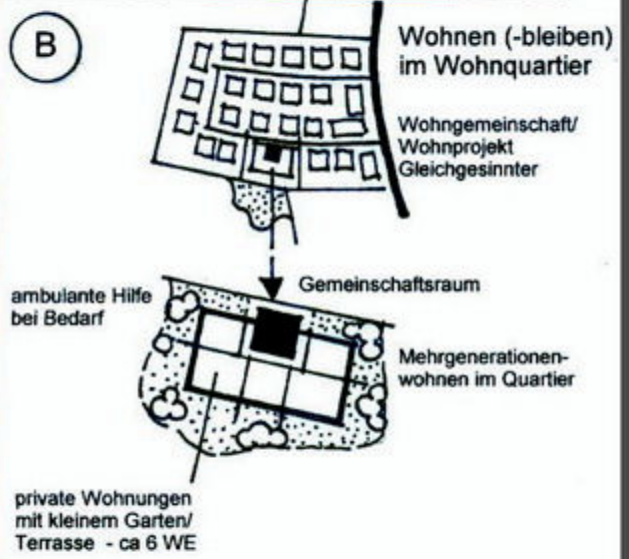 B
Wohnen (-bleiben)
im Wohnquartier
Wohngemeinschaft/
Wohnprojekt
Gleichgesinnter
Gemeinschaftsraum
ambulante Hilfe
bei Bedarf
Mehrgenerationen-
wohnen im Quartier
private Wohnungen
mit kleinem Garten/
Terrasse - ca 6 WE